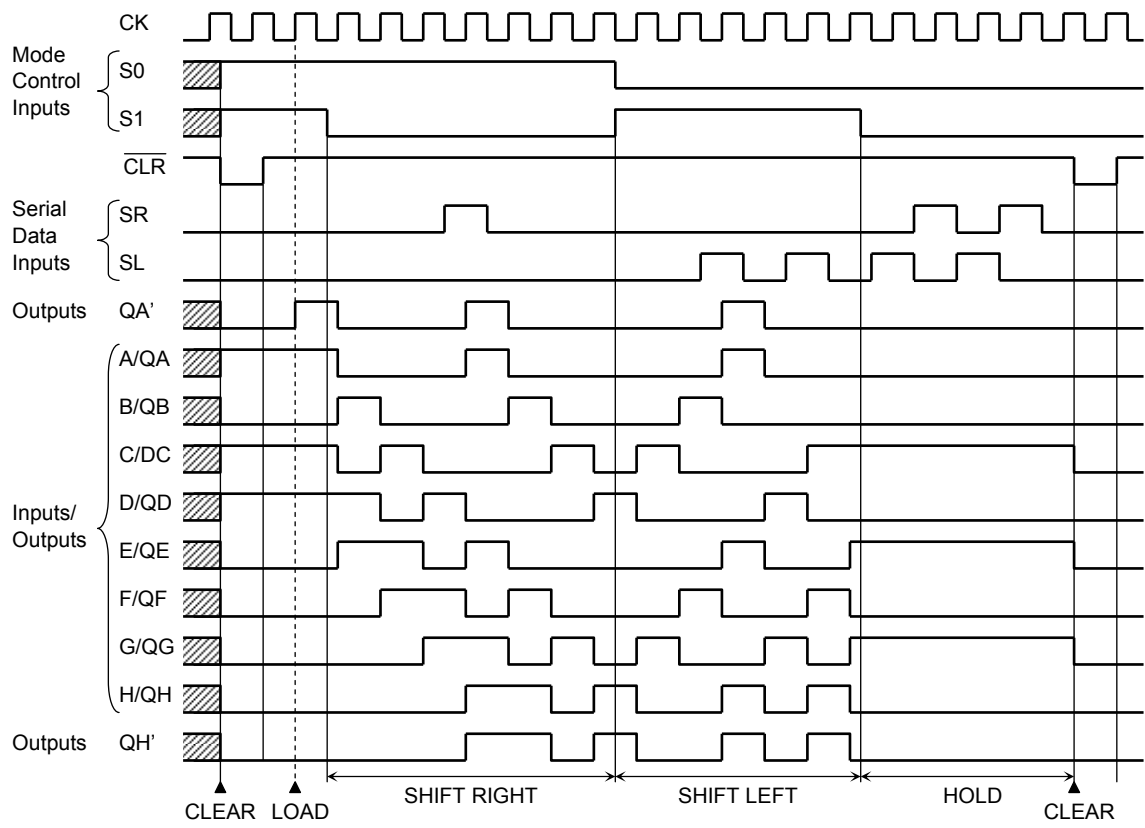 CK
Mode
Control
Inputs
S0
S1
CLR
Serial
Data
Inputs
SR
SL
Outputs
QA’
Inputs/
Outputs
A/QA
B/QB
C/DC
D/QD
E/QE
F/QF
G/QG
H/QH
Outputs
QH’
CLEAR
LOAD
SHIFT RIGHT
SHIFT LEFT
HOLD
CLEAR